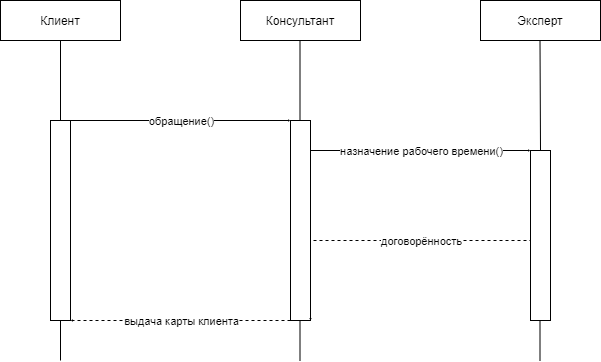 Клиент
Консультант
Эксперт
обращение()
назначение рабочего времени()
договорённость
выдача карты клиента